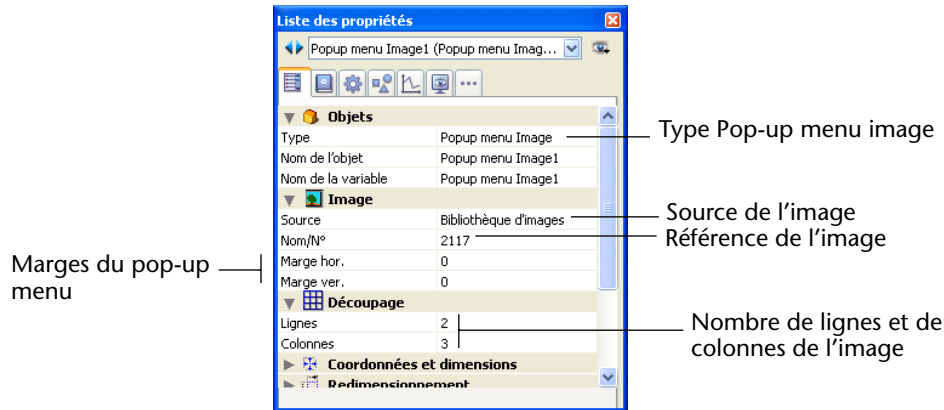 Liste des propriétés
Popup menu Image1 (Popup menu Imag...
Objets
Type Popup menu Image
Nom de l'objet Popup menu Image1
Nom de la variable Popup menu Image1
Image
Source Bibliothèque d'images
Nom/N° 2117
Marge hor. 0
Marge ver. 0
Découpage
Lignes 2
Colonnes 3
Coordonnées et dimensions
Redimensionnement
Type Pop-up menu image
Source de l'image
Référence de l'image
Marges du pop-up
menu
Nombre de lignes et de
colonnes de l'image